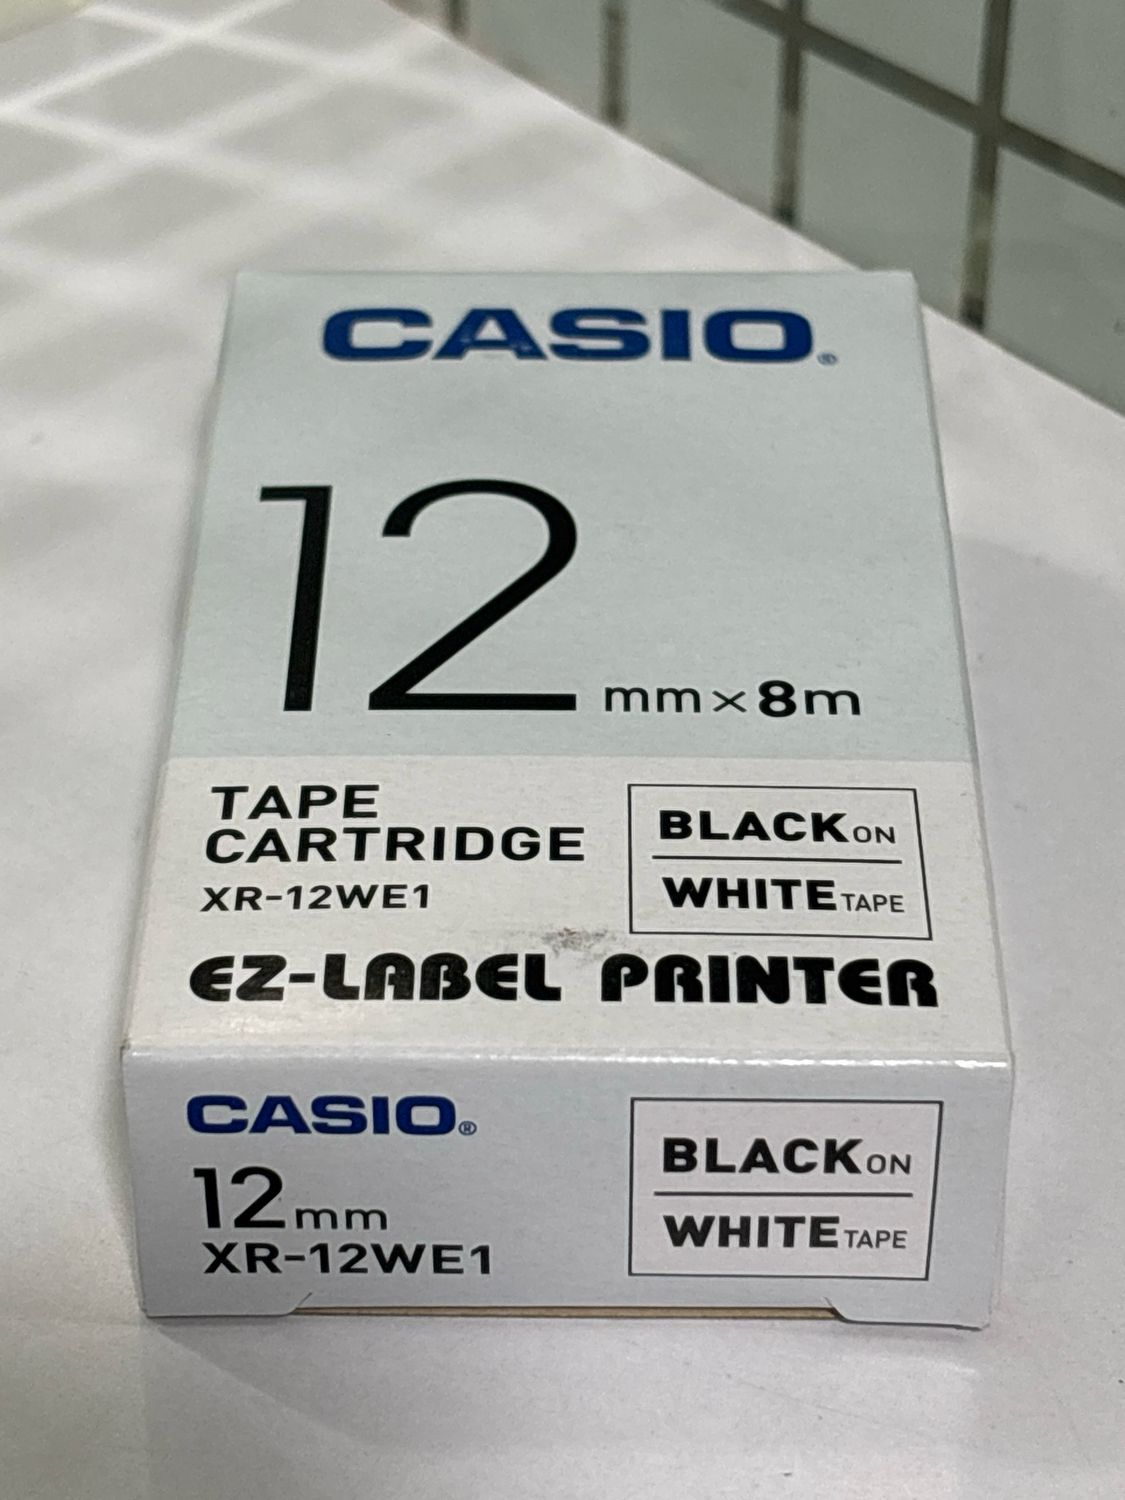 CASIO®
12 mm×8m
TAPE
CARTRIDGE
XR-12WE1
BLACK ON
WHITE TAPE
EZ-LABEL PRINTER
CASIO®
12mm
XR-12WE1
BLACK ON
WHITE TAPE